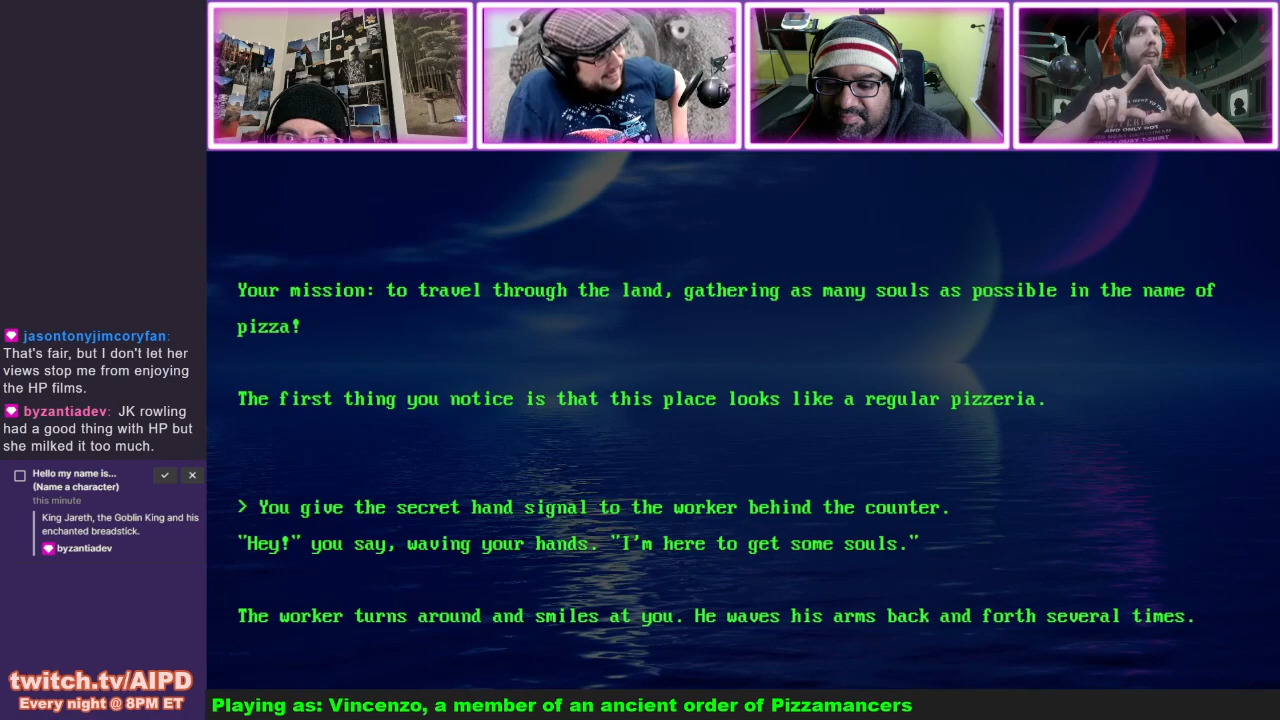 jasontonyjimcoryfan:
That's fair, but I don't let her
views stop me from enjoying
the HP films.
byzantiadev: JK rowling
had a good thing with HP but
she milked it too much.
Hello my name is...
(Name a character)
this minute
King Jareth, the Goblin King and his
enchanted breadstick.
byzantiadev
twitch.tv/AIPD
Every night @ 8PM ET
AND ONLY GOT
Your mission: to travel through the land, gathering as many souls as possible in the name of
pizza!
The first thing you notice is that this place looks like a regular pizzeria.
> You give the secret hand signal to the worker behind the counter.
"Hey!" you say, waving your hands. "I'm here to get some souls."
The worker turns around and smiles at you. He waves his arms back and forth several times.
Playing as: Vincenzo, a member of an ancient order of Pizzamancers